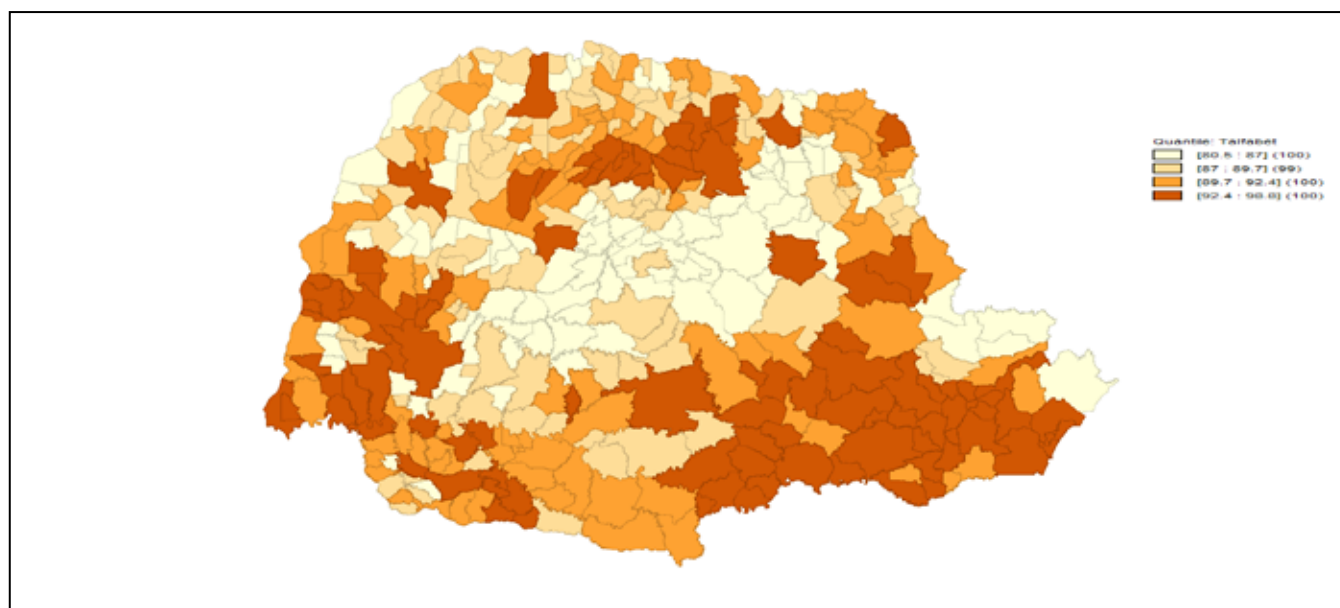 Quantile: Talfabet
[80.5 : 87] (100)
[87 : 89.7] (99)
[89.7 : 92.4] (100)
[92.4 : 98.8] (100)